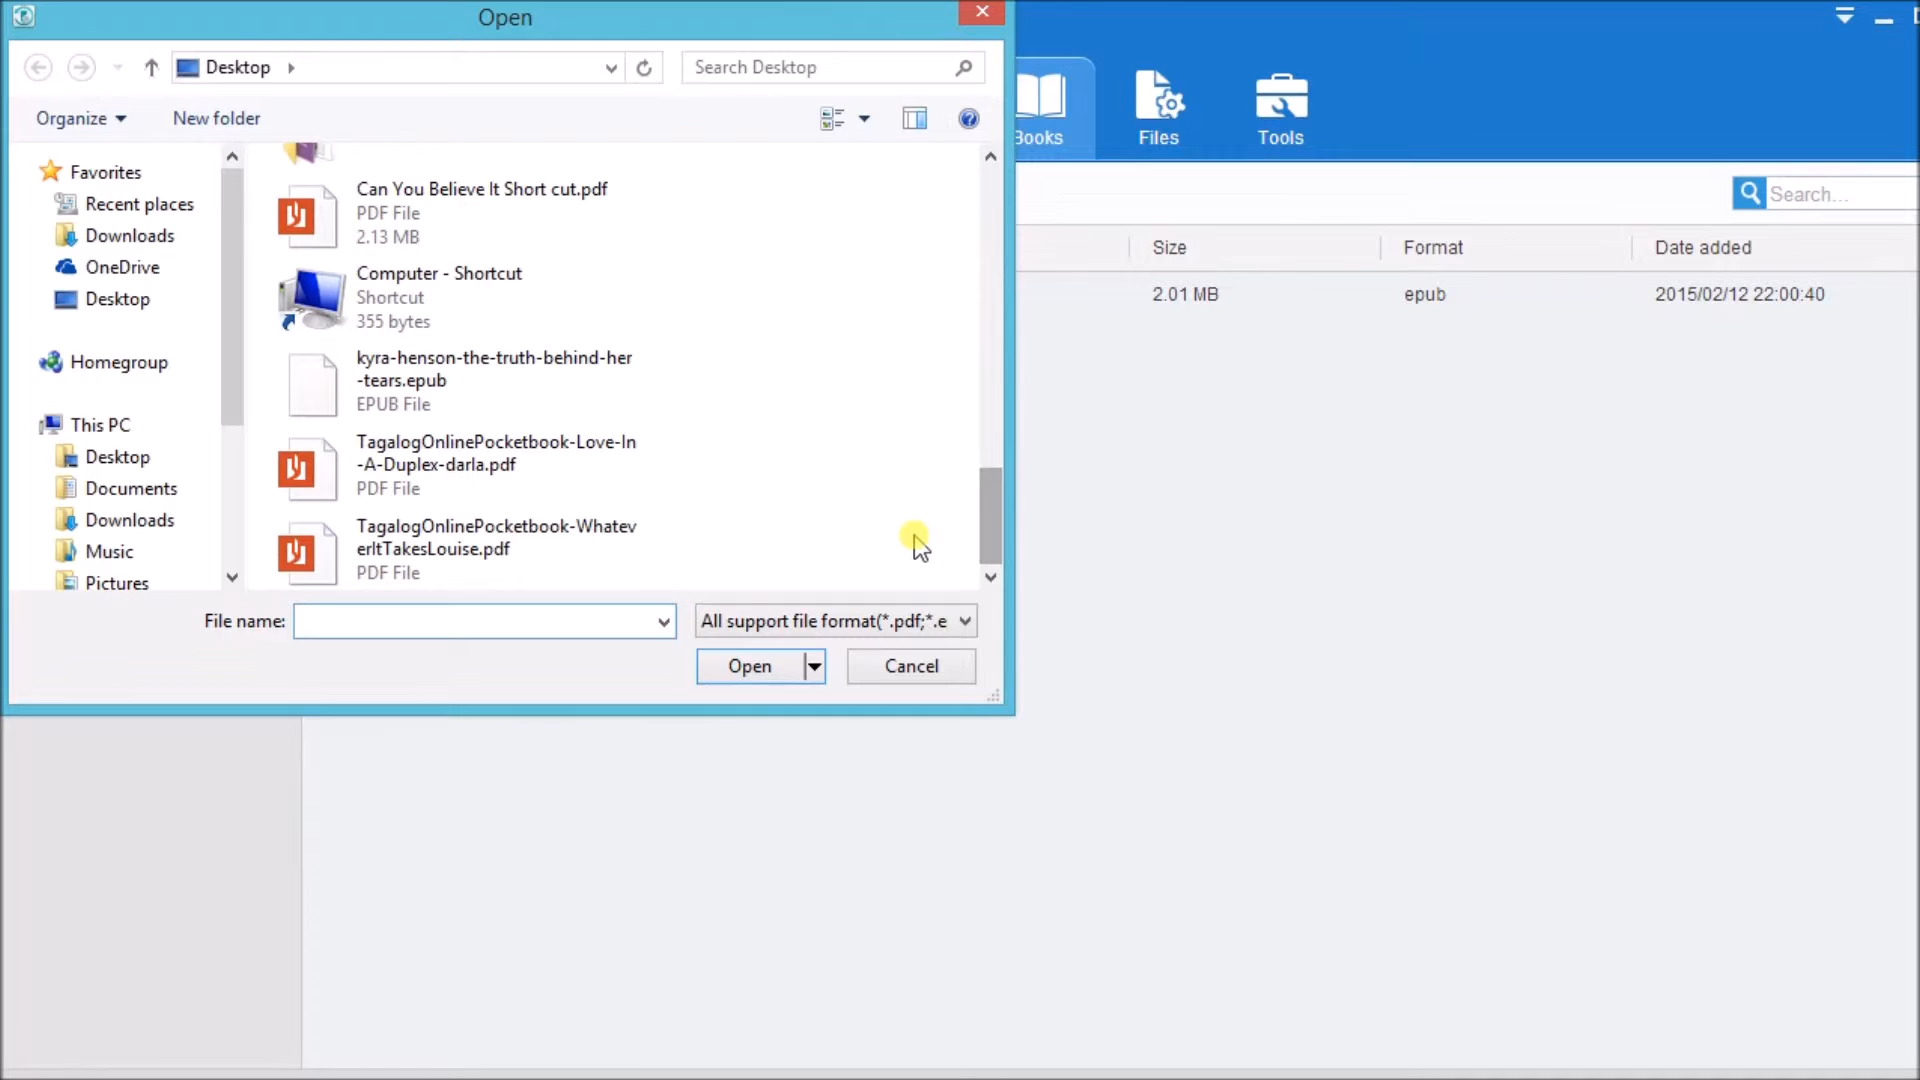 Open
Desktop
Search Desktop
Organize
New folder
Favorites
Recent places
Downloads
OneDrive
Desktop
Homegroup
This PC
Desktop
Documents
Downloads
Music
Pictures
Can You Believe It Short cut.pdf
PDF File
2.13 MB
Computer - Shortcut
Shortcut
355 bytes
kyra-henson-the-truth-behind-her
-tears.epub
EPUB File
TagalogOnlinePocketbook-Love-In
-A-Duplex-darla.pdf
PDF File
TagalogOnlinePocketbook-Whatev
erItTakesLouise.pdf
PDF File
File name:
All support file format(*.pdf;*.e
Open
Cancel
Books
Files
Tools
Search...
Size
Format
Date added
2.01 MB
epub
2015/02/12 22:00:40